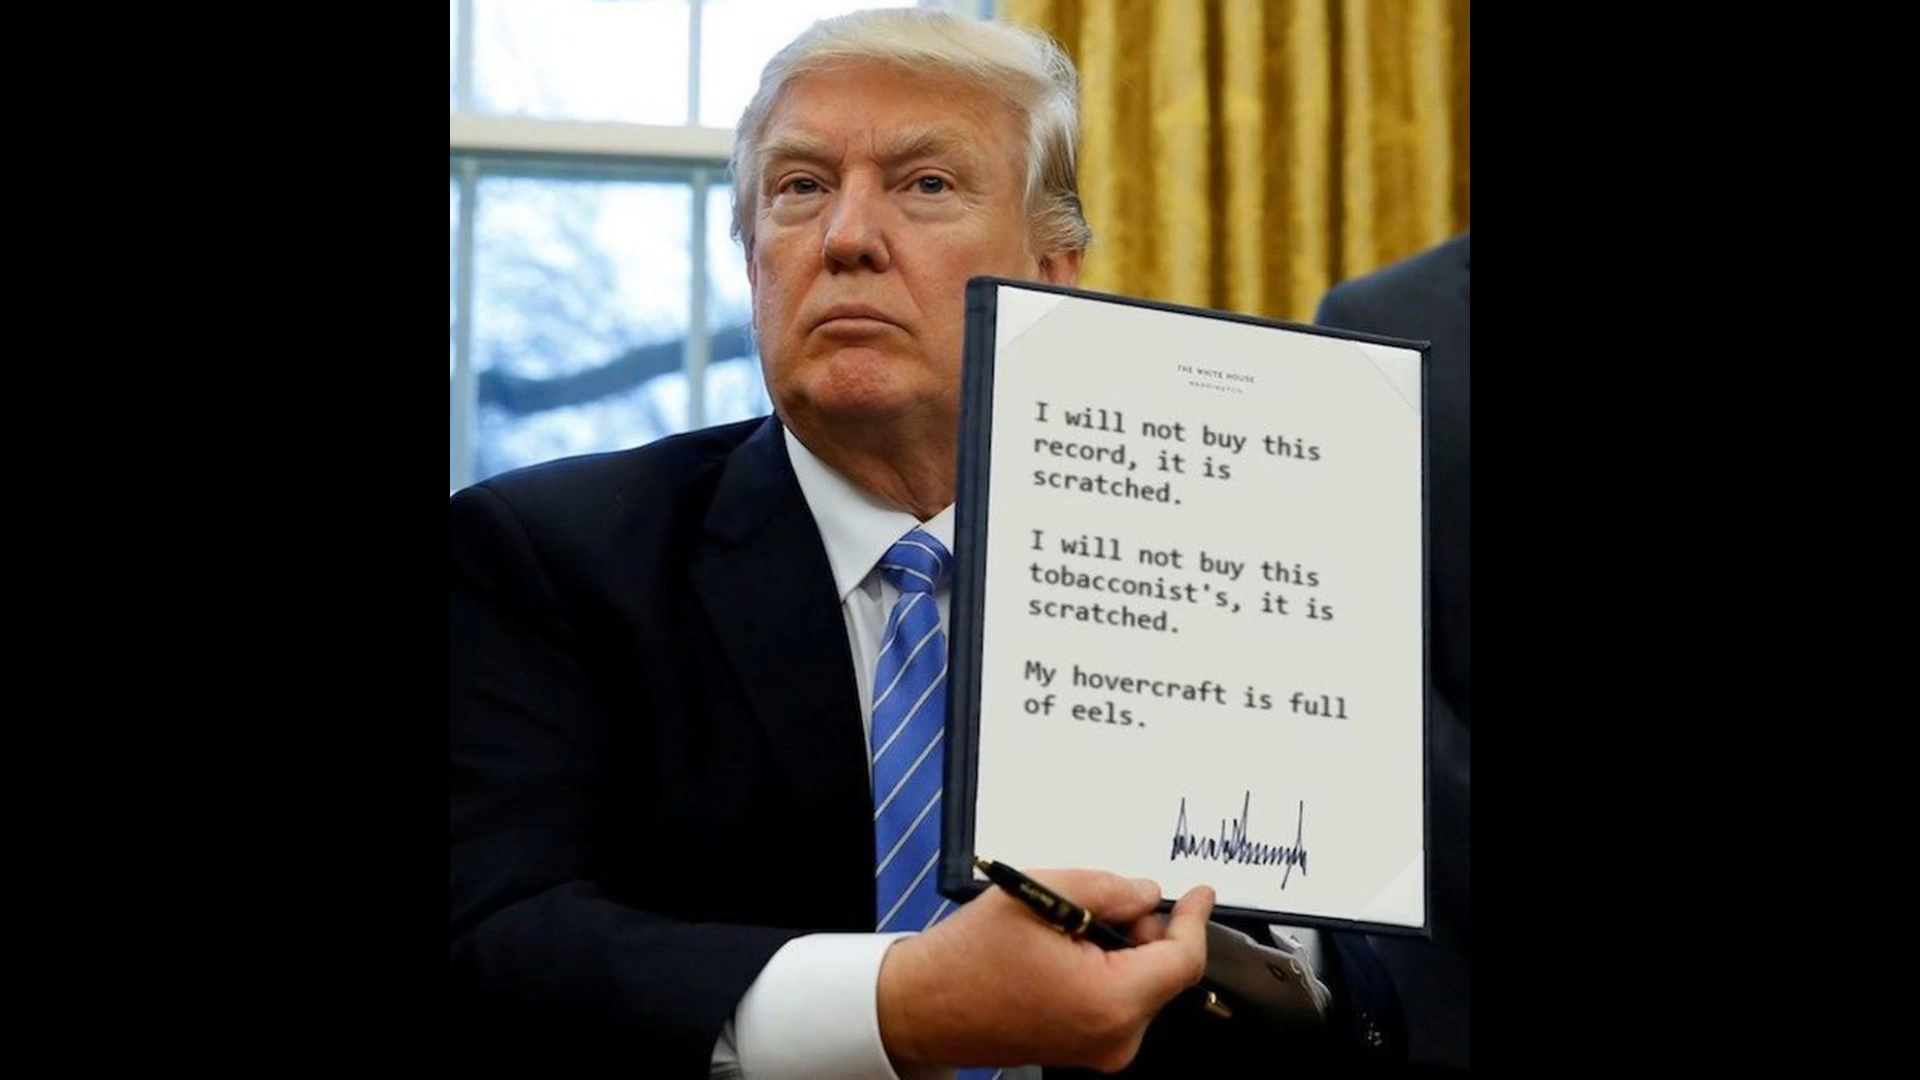 THE WHITE HOUSE
WASHINGTON
I will not buy this
record, it is
scratched.
I will not buy this
tobacconist's, it is
scratched.
My hovercraft is full
of eels.